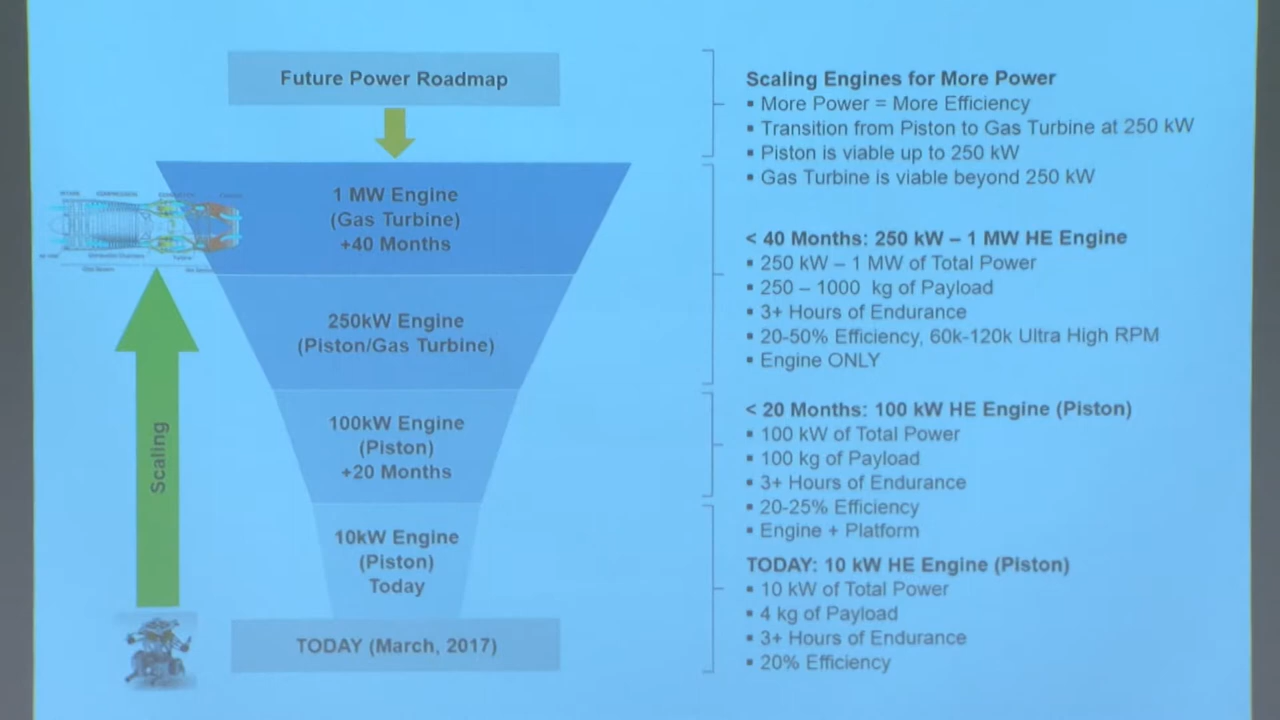 Future Power Roadmap
1 MW Engine
(Gas Turbine)
+40 Months
250kW Engine
(Piston/Gas Turbine)
100kW Engine
(Piston)
+20 Months
10kW Engine
(Piston)
Today
TODAY (March, 2017)
Scaling
Scaling Engines for More Power
▪ More Power = More Efficiency
▪ Transition from Piston to Gas Turbine at 250 kW
▪ Piston is viable up to 250 kW
▪ Gas Turbine is viable beyond 250 kW
< 40 Months: 250 kW – 1 MW HE Engine
▪ 250 kW – 1 MW of Total Power
▪ 250 – 1000 kg of Payload
▪ 3+ Hours of Endurance
▪ 20-50% Efficiency, 60k-120k Ultra High RPM
▪ Engine ONLY
< 20 Months: 100 kW HE Engine (Piston)
▪ 100 kW of Total Power
▪ 100 kg of Payload
▪ 3+ Hours of Endurance
▪ 20-25% Efficiency
▪ Engine + Platform
TODAY: 10 kW HE Engine (Piston)
▪ 10 kW of Total Power
▪ 4 kg of Payload
▪ 3+ Hours of Endurance
▪ 20% Efficiency